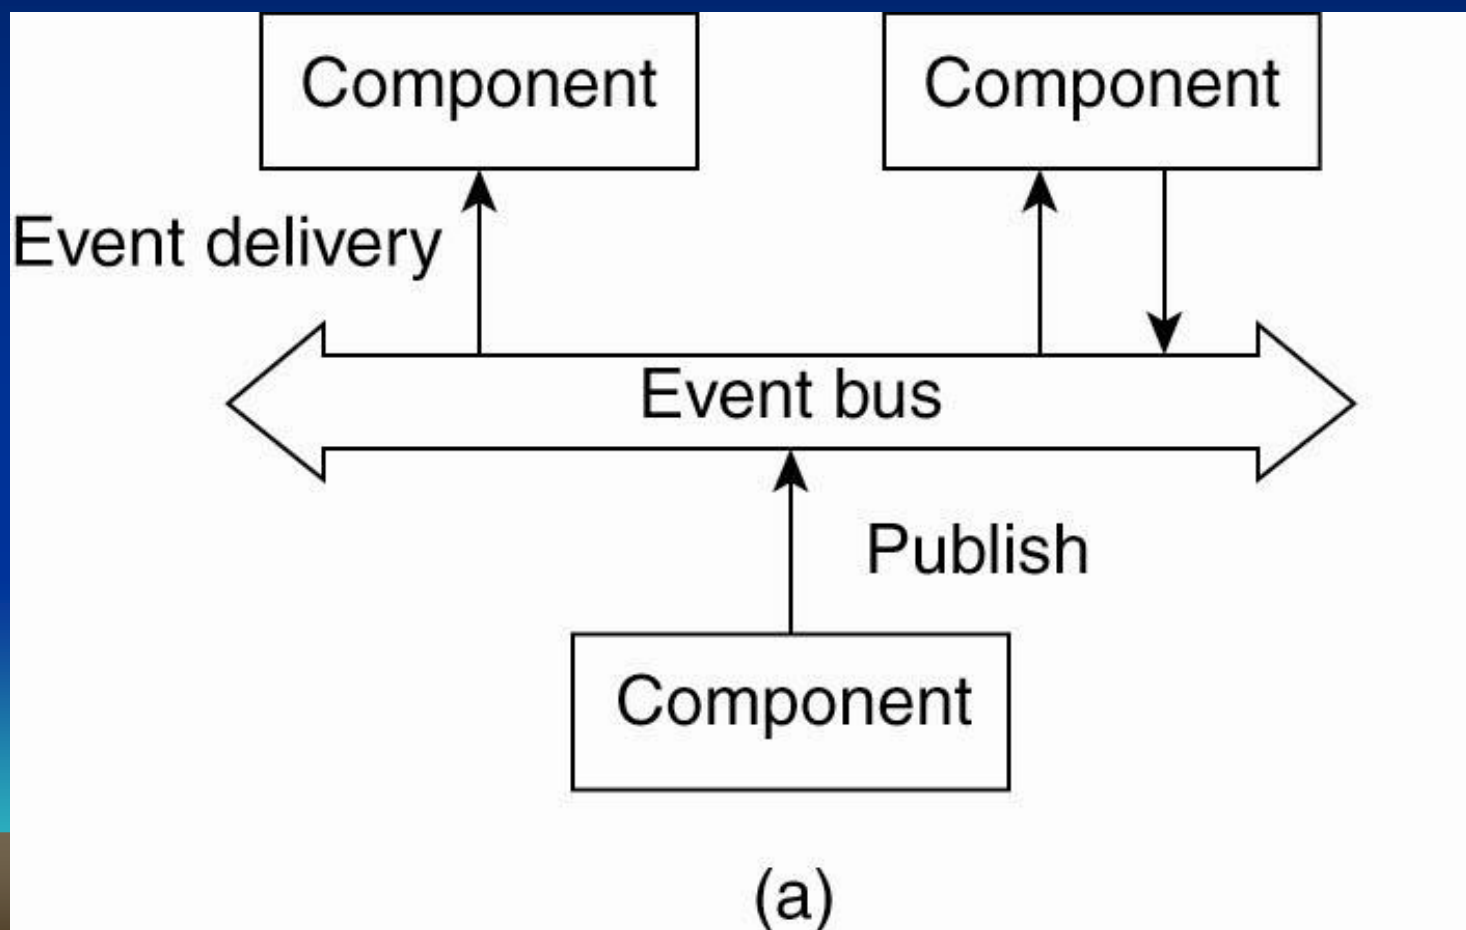 Component
Component
Event delivery
Event bus
Publish
Component
(a)